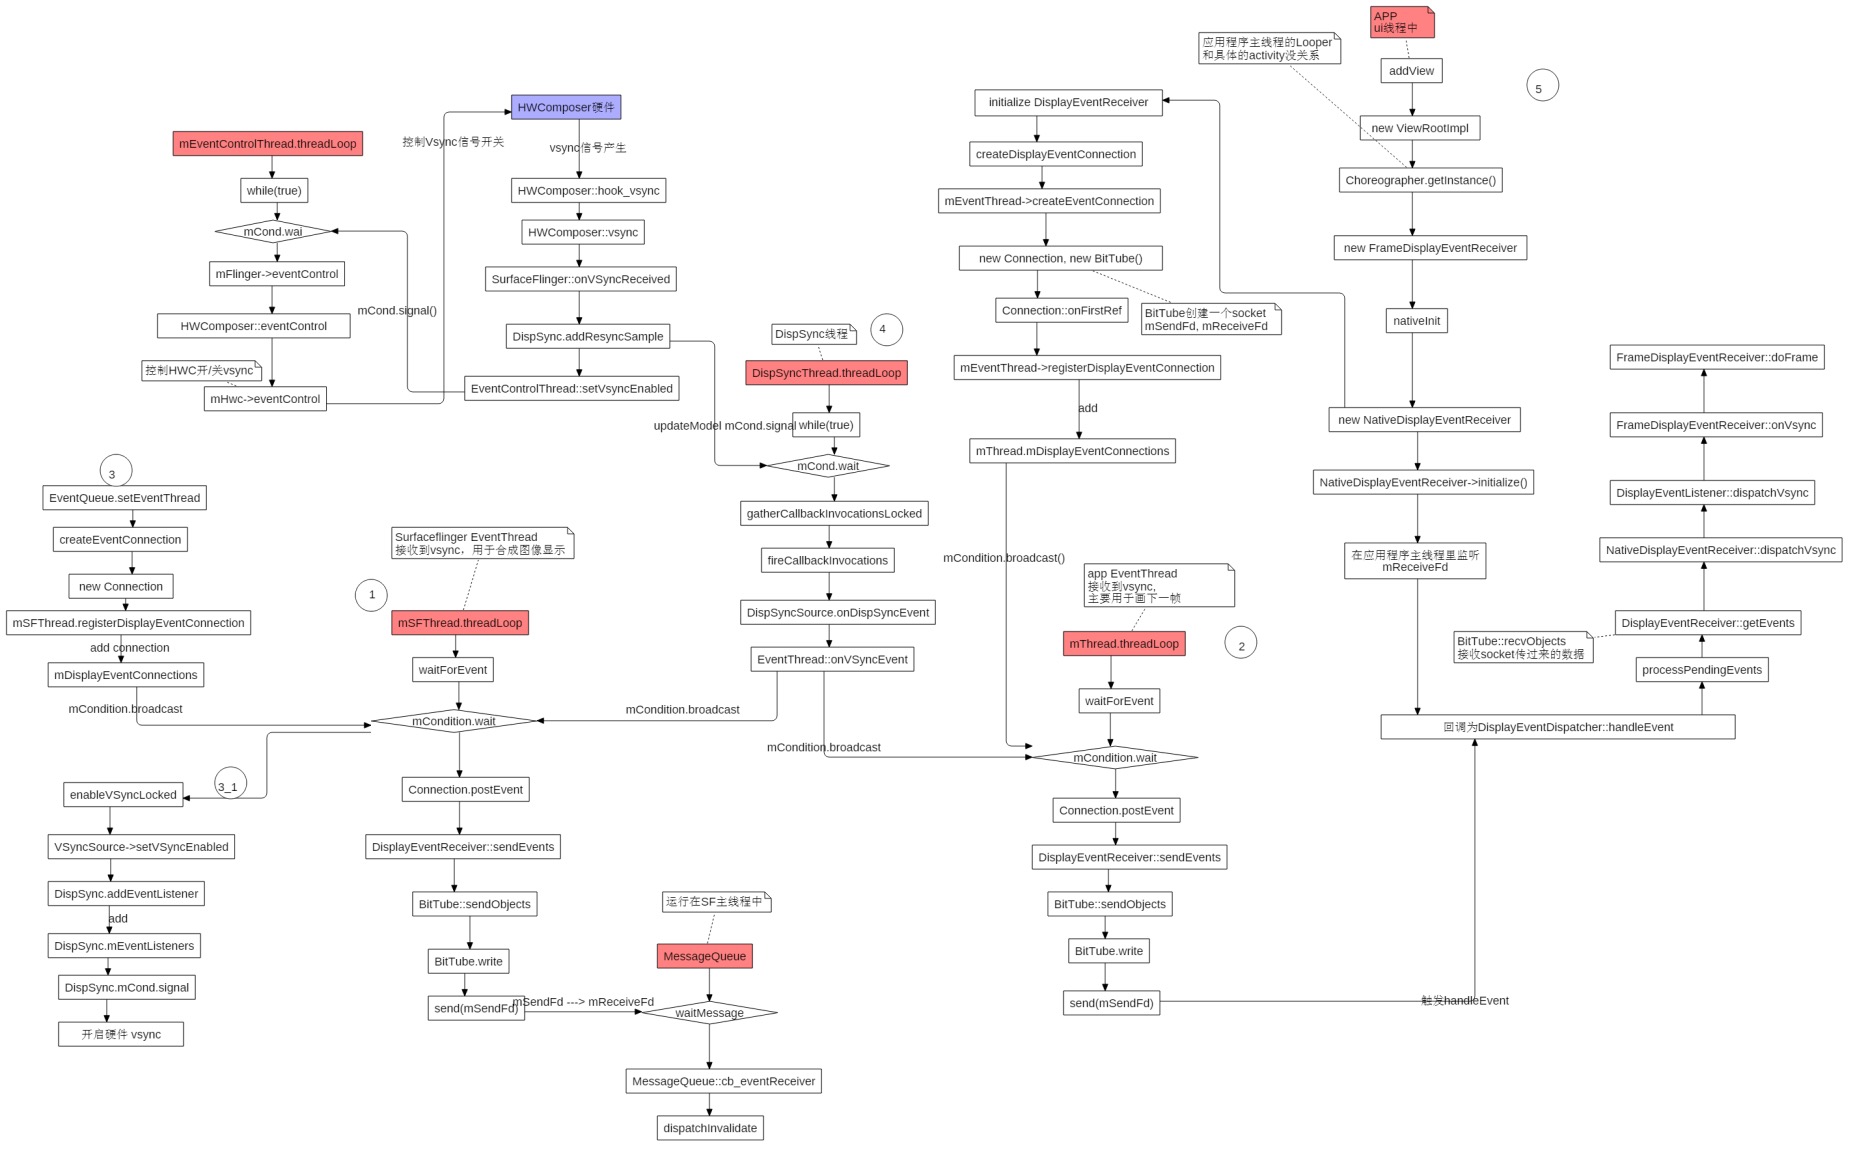 APP
ui线程中
应用程序主线程的Looper
和具体的activity没关系
addView
5
new ViewRootImpl
Choreographer.getInstance()
new FrameDisplayEventReceiver
nativeInit
new NativeDisplayEventReceiver
NativeDisplayEventReceiver->initialize()
在应用程序主线程里监听
mReceiveFd
回调为DisplayEventDispatcher::handleEvent
processPendingEvents
DisplayEventReceiver::getEvents
BitTube::recvObjects
接收socket传过来的数据
NativeDisplayEventReceiver::dispatchVsync
DisplayEventListener::dispatchVsync
FrameDisplayEventReceiver::onVsync
FrameDisplayEventReceiver::doFrame
initialize DisplayEventReceiver
createDisplayEventConnection
mEventThread->createEventConnection
new Connection, new BitTube()
BitTube创建一个socket
mSendFd, mReceiveFd
Connection::onFirstRef
mEventThread->registerDisplayEventConnection
add
mThread.mDisplayEventConnections
mCondition.broadcast()
HWComposer硬件
控制Vsync信号开关
vsync信号产生
HWComposer::hook_vsync
HWComposer::vsync
SurfaceFlinger::onVSyncReceived
DispSync.addResyncSample
EventControlThread::setVsyncEnabled
mCond.signal()
mEventControlThread.threadLoop
while(true)
mCond.wai
mFlinger->eventControl
HWComposer::eventControl
控制HWC开/关vsync
mHwc->eventControl
DispSync线程
4
DispSyncThread.threadLoop
updateModel mCond.signal
while(true)
mCond.wait
gatherCallbackInvocationsLocked
fireCallbackInvocations
DispSyncSource.onDispSyncEvent
EventThread::onVSyncEvent
mCondition.broadcast
mCondition.broadcast
3
EventQueue.setEventThread
createEventConnection
new Connection
mSFThread.registerDisplayEventConnection
add connection
mDisplayEventConnections
mCondition.broadcast
3_1
enableVSyncLocked
VSyncSource->setVSyncEnabled
DispSync.addEventListener
add
DispSync.mEventListeners
DispSync.mCond.signal
开启硬件 vsync
Surfaceflinger EventThread
接收到vsync，用于合成图像显示
1
mSFThread.threadLoop
waitForEvent
mCondition.wait
Connection.postEvent
DisplayEventReceiver::sendEvents
BitTube::sendObjects
BitTube.write
send(mSendFd)
mSendFd ---> mReceiveFd
运行在SF主线程中
MessageQueue
waitMessage
MessageQueue::cb_eventReceiver
dispatchInvalidate
app EventThread
接收到vsync,
主要用于画下一帧
2
mThread.threadLoop
waitForEvent
mCondition.wait
Connection.postEvent
DisplayEventReceiver::sendEvents
BitTube::sendObjects
BitTube.write
send(mSendFd)
触发handleEvent